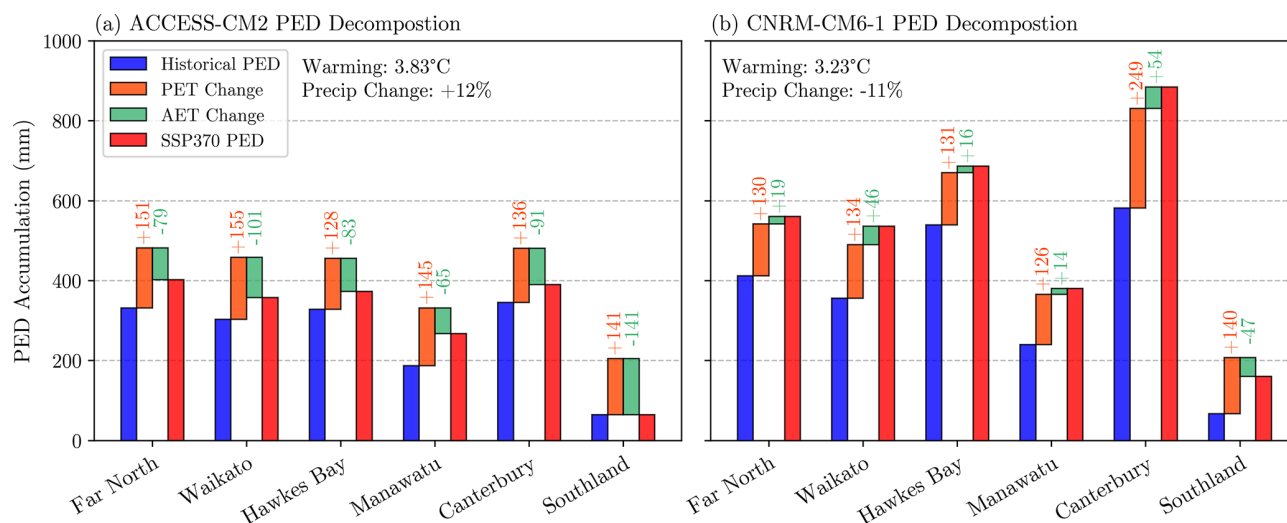 (a) ACCESS-CM2 PED Decompostion
(b) CNRM-CM6-1 PED Decompostion
PED Accumulation (mm)
1000
800
600
400
200
0
Historical PED
PET Change
AET Change
SSP370 PED
Warming: 3.83°C
Precip Change: +12%
+151
-79
+155
-101
+128
-83
+145
-65
+136
-91
+141
-141
Far North
Waikato
Hawkes Bay
Manawatu
Canterbury
Southland
Warming: 3.23°C
Precip Change: -11%
+130
+19
+134
+46
+131
+16
+126
+14
+249
+54
+140
-47
Far North
Waikato
Hawkes Bay
Manawatu
Canterbury
Southland